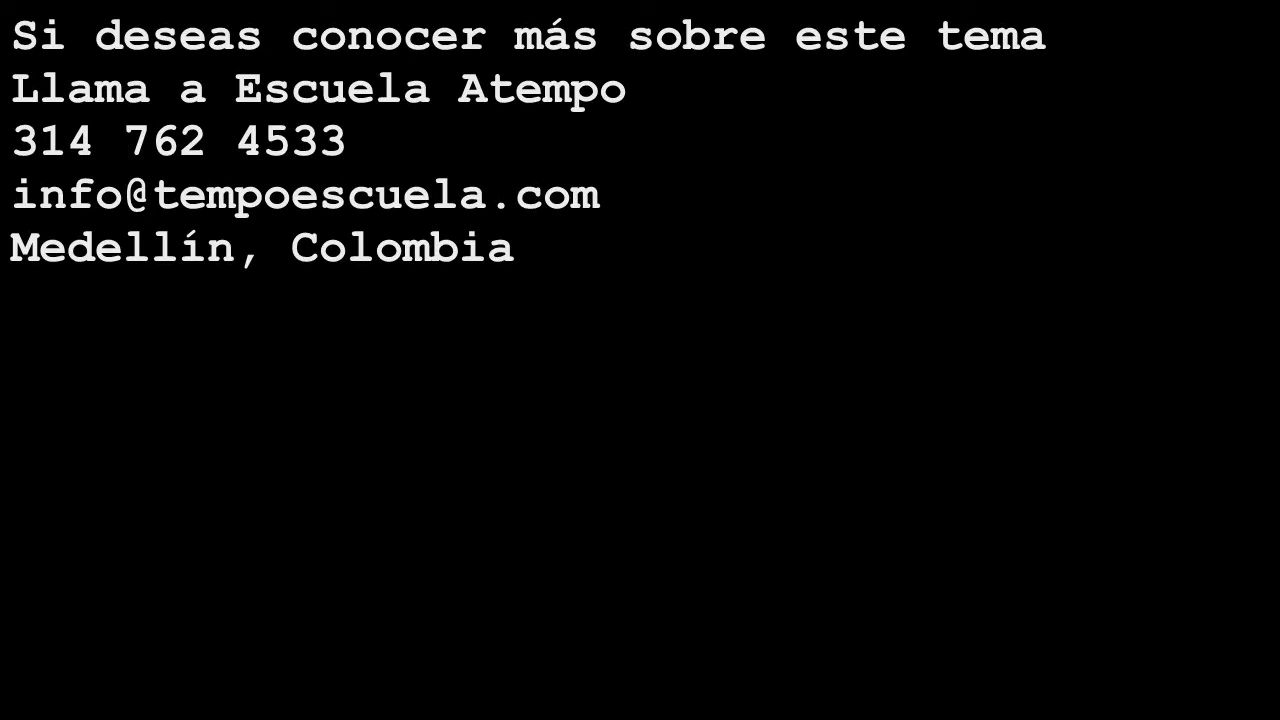 Si deseas conocer más sobre este tema
Llama a Escuela Atempo
314 762 4533
info@tempoescuela.com
Medellín, Colombia